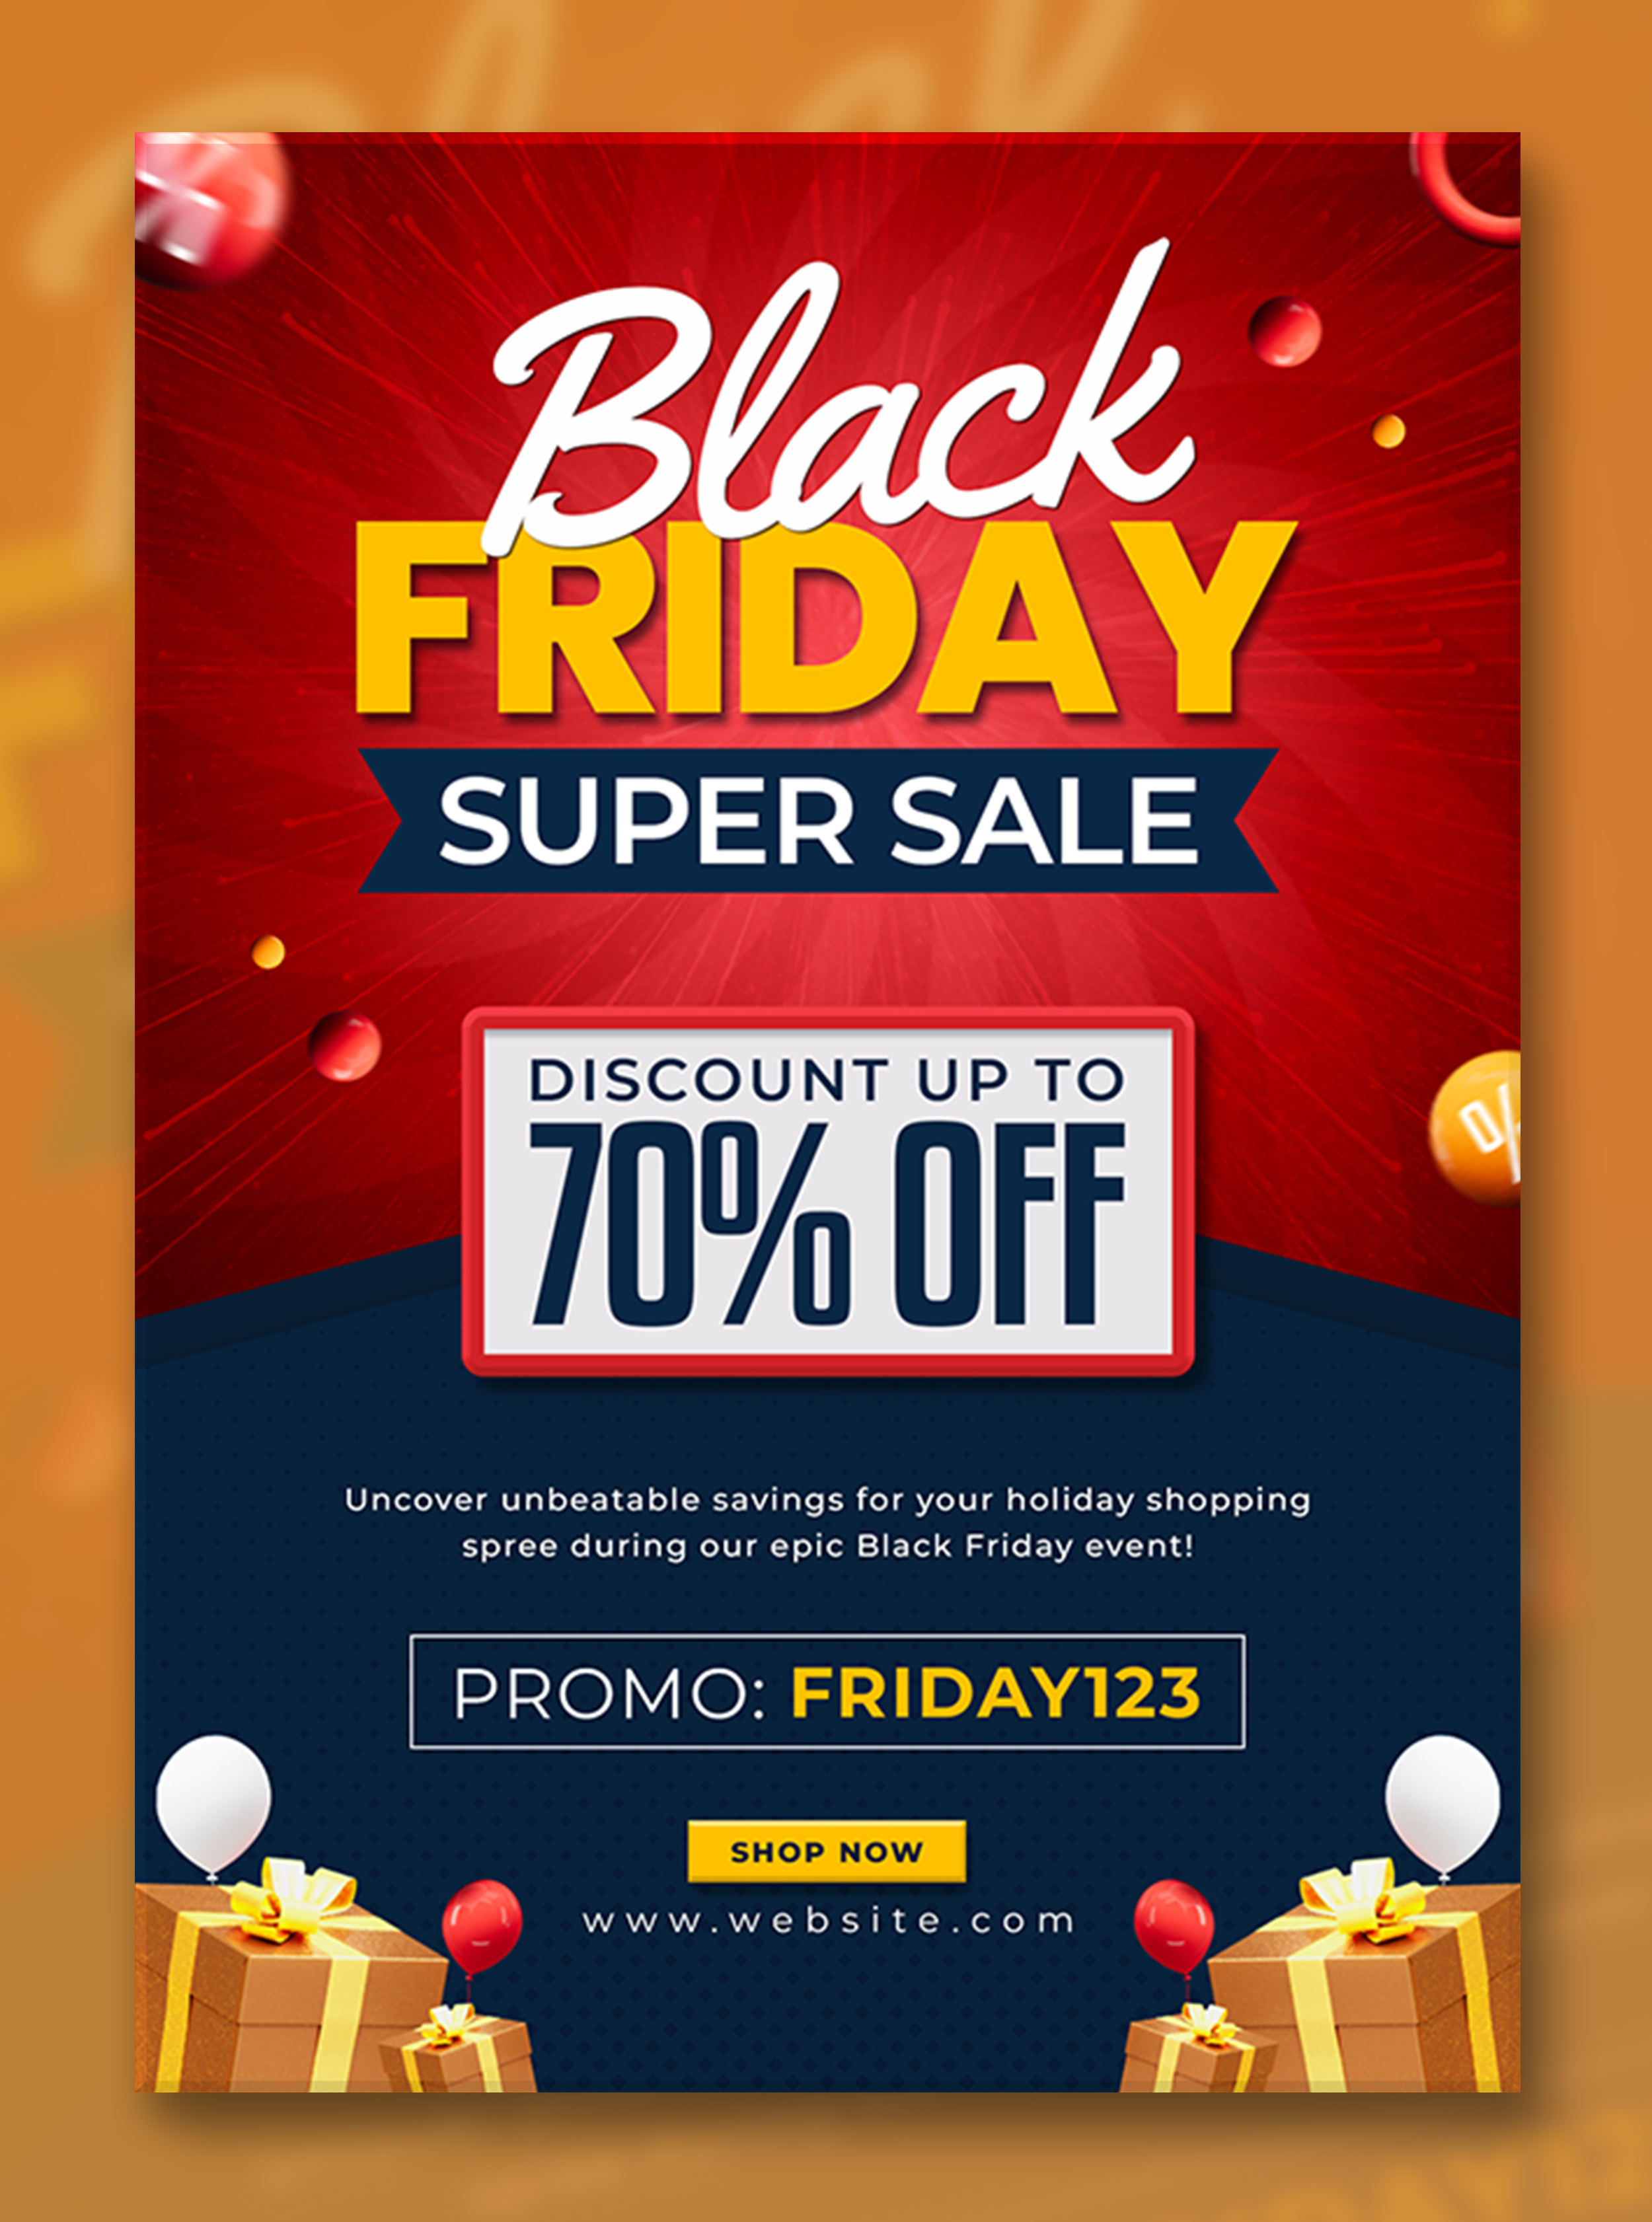 Black
FRIDAY
SUPER SALE
DISCOUNT UP TO
70% OFF
%
Uncover unbeatable savings for your holiday shopping
spree during our epic Black Friday event!
PROMO: FRIDAY123
SHOP NOW
www.website.com